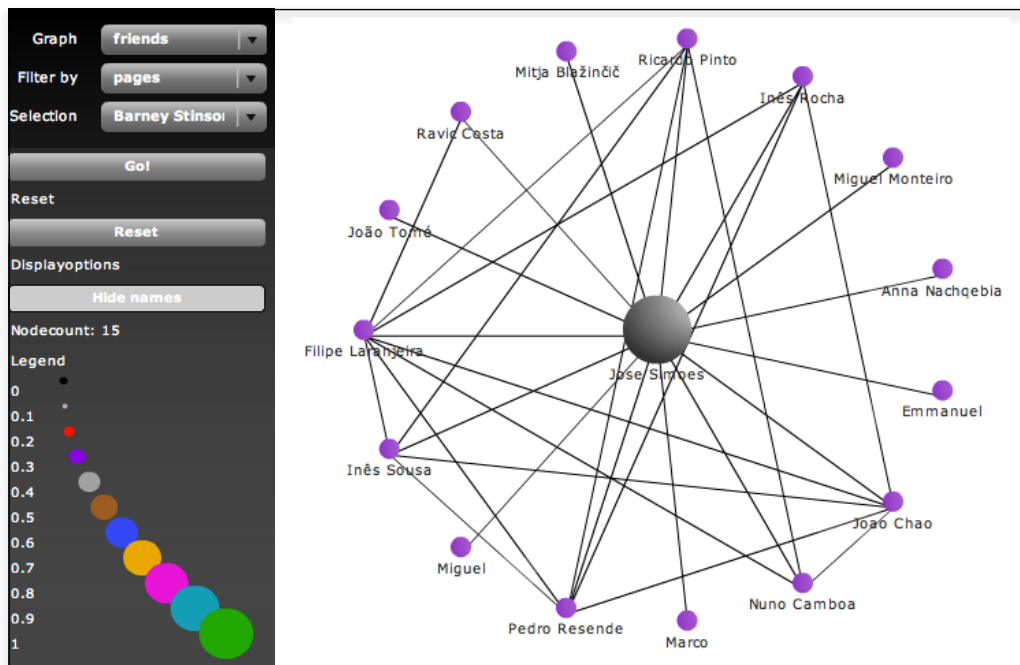 Graph friends
Filter by pages
Selection Barney Stinso
Go!
Reset
Reset
Displayoptions
Hide names
Nodecount: 15
Legend
0
0.1
0.2
0.3
0.4
0.5
0.6
0.7
0.8
0.9
1
Ricardo Pinto
Mitja Blažinčič
Inês Rocha
Ravic Costa
Miguel Monteiro
João Tomé
Anna Nachqebia
Filipe Laranjeira
Jose Simoes
Emmanuel
Inês Sousa
Joao Chao
Miguel
Nuno Camboa
Pedro Resende
Marco